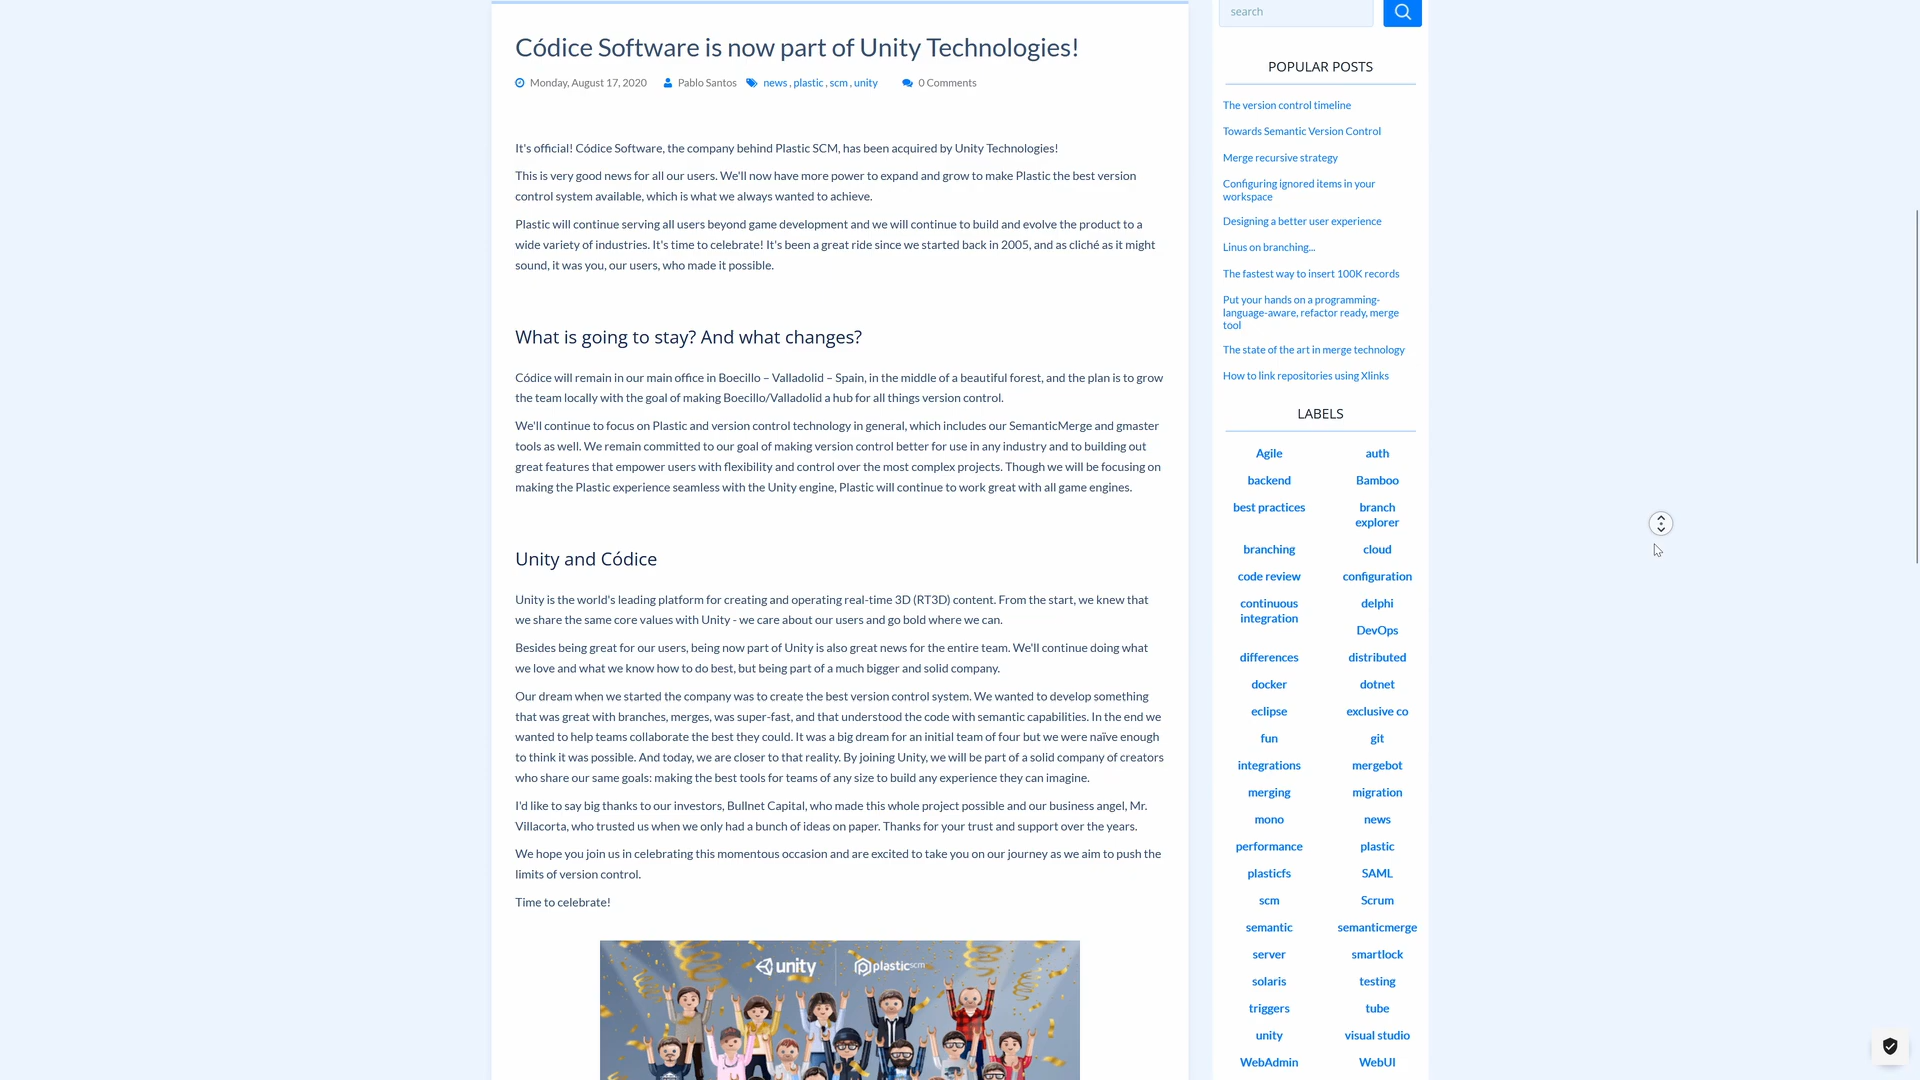 Códice Software is now part of Unity Technologies!
Monday, August 17, 2020 Pablo Santos news , plastic , scm , unity 0 Comments
It's official! Códice Software, the company behind Plastic SCM, has been acquired by Unity Technologies!
This is very good news for all our users. We'll now have more power to expand and grow to make Plastic the best version
control system available, which is what we always wanted to achieve.
Plastic will continue serving all users beyond game development and we will continue to build and evolve the product to a
wide variety of industries. It's time to celebrate! It's been a great ride since we started back in 2005, and as cliché as it might
sound, it was you, our users, who made it possible.
What is going to stay? And what changes?
Códice will remain in our main office in Boecillo – Valladolid – Spain, in the middle of a beautiful forest, and the plan is to grow
the team locally with the goal of making Boecillo/Valladolid a hub for all things version control.
We'll continue to focus on Plastic and version control technology in general, which includes our SemanticMerge and gmaster
tools as well. We remain committed to our goal of making version control better for use in any industry and to building out
great features that empower users with flexibility and control over the most complex projects. Though we will be focusing on
making the Plastic experience seamless with the Unity engine, Plastic will continue to work great with all game engines.
Unity and Códice
Unity is the world's leading platform for creating and operating real-time 3D (RT3D) content. From the start, we knew that
we share the same core values with Unity - we care about our users and go bold where we can.
Besides being great for our users, being now part of Unity is also great news for the entire team. We'll continue doing what
we love and what we know how to do best, but being part of a much bigger and solid company.
Our dream when we started the company was to create the best version control system. We wanted to develop something
that was great with branches, merges, was super-fast, and that understood the code with semantic capabilities. In the end we
wanted to help teams collaborate the best they could. It was a big dream for an initial team of four but we were naïve enough
to think it was possible. And today, we are closer to that reality. By joining Unity, we will be part of a solid company of creators
who share our same goals: making the best tools for teams of any size to build any experience they can imagine.
I'd like to say big thanks to our investors, Bullnet Capital, who made this whole project possible and our business angel, Mr.
Villacorta, who trusted us when we only had a bunch of ideas on paper. Thanks for your trust and support over the years.
We hope you join us in celebrating this momentous occasion and are excited to take you on our journey as we aim to push the
limits of version control.
Time to celebrate!
unity plasticscm
search
POPULAR POSTS
The version control timeline
Towards Semantic Version Control
Merge recursive strategy
Configuring ignored items in your
workspace
Designing a better user experience
Linus on branching...
The fastest way to insert 100K records
Put your hands on a programming-
language-aware, refactor ready, merge
tool
The state of the art in merge technology
How to link repositories using Xlinks
LABELS
Agile auth
backend Bamboo
best practices branch
explorer
branching cloud
code review configuration
continuous delphi
integration
DevOps
differences distributed
docker dotnet
eclipse exclusive co
fun git
integrations mergebot
merging migration
mono news
performance plastic
plasticfs SAML
scm Scrum
semantic semanticmerge
server smartlock
solaris testing
triggers tube
unity visual studio
WebAdmin WebUI